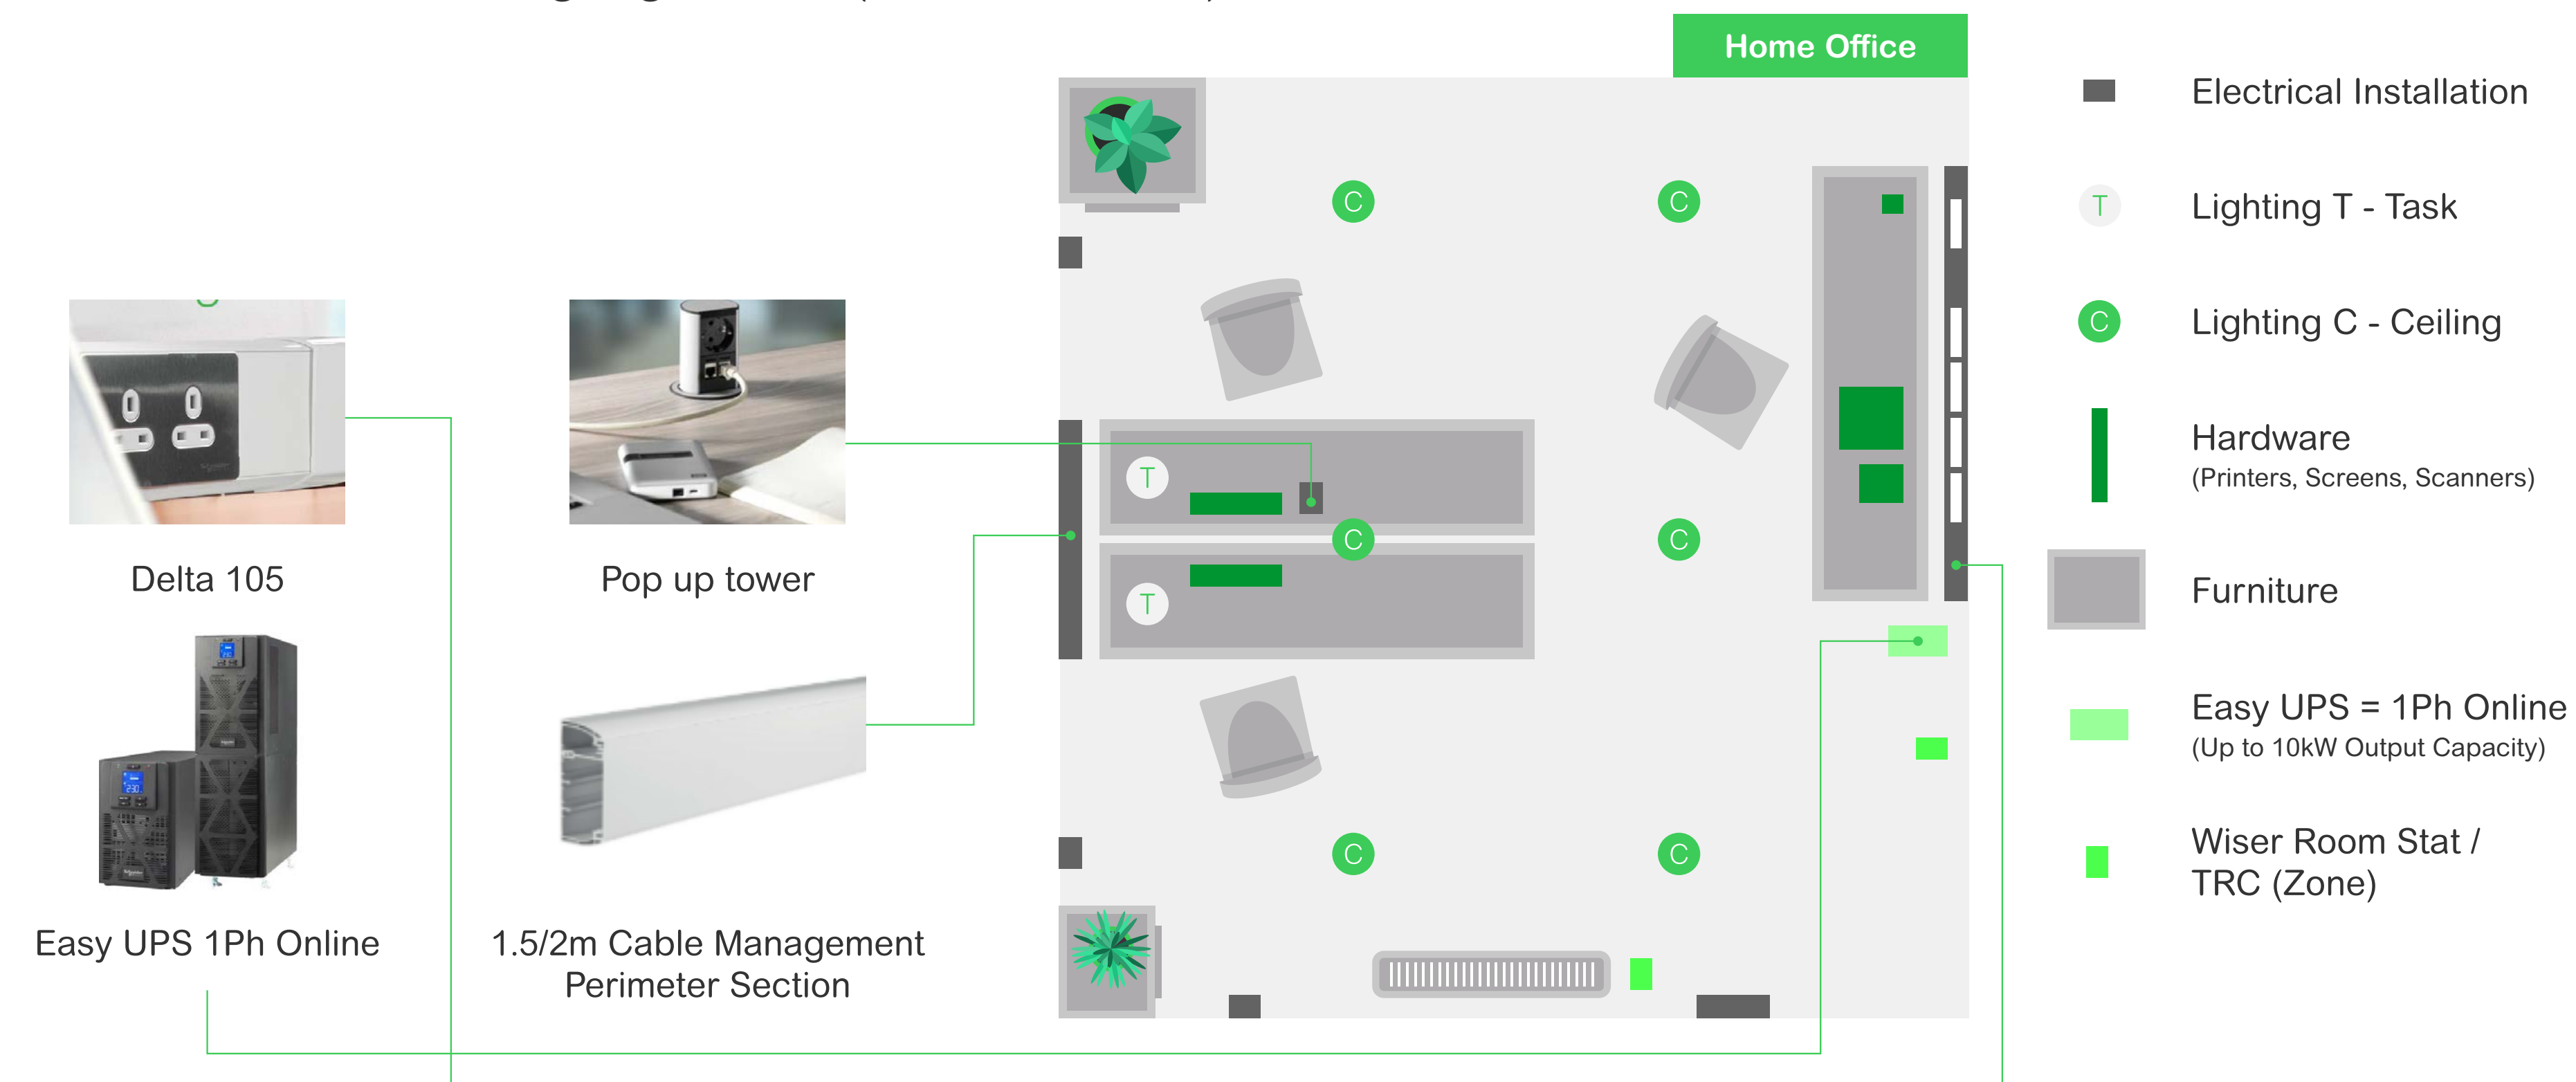 Home Office
Electrical Installation
T
Lighting T - Task
C
Lighting C - Ceiling
Hardware
(Printers, Screens, Scanners)
Furniture
Easy UPS = 1Ph Online
(Up to 10kW Output Capacity)
Wiser Room Stat /
TRC (Zone)
C
C
T
C
C
T
C
C
Delta 105
Pop up tower
230
Easy UPS 1Ph Online
1.5/2m Cable Management
Perimeter Section